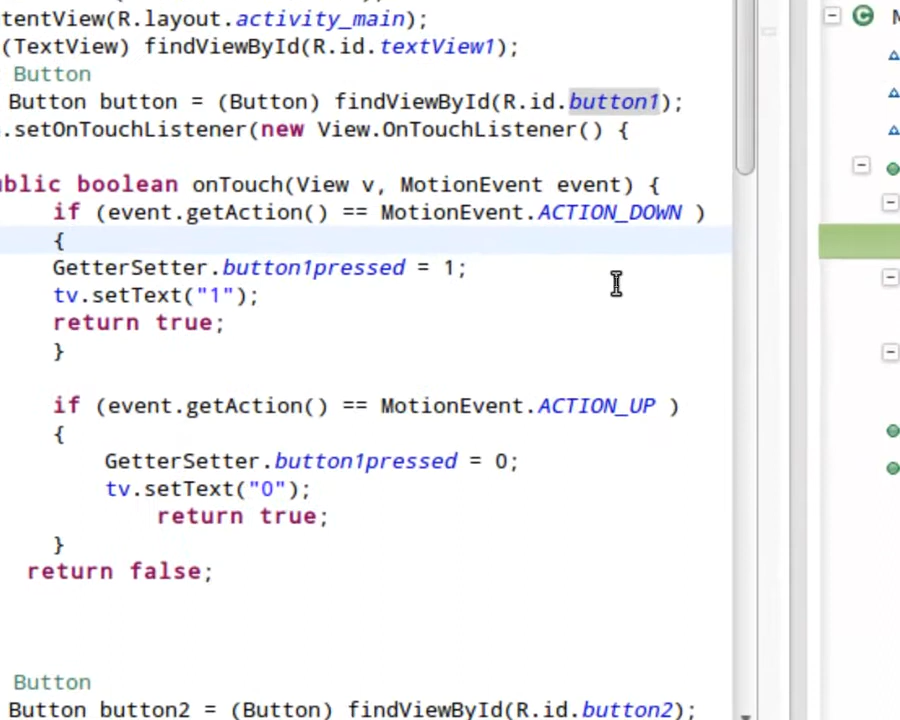 tentView(R.layout.activity_main);
(TextView) findViewById(R.id.textView1);
Button
Button button = (Button) findViewById(R.id.button1);
.setOnTouchListener(new View.OnTouchListener() {
ublic boolean onTouch(View v, MotionEvent event) {
if (event.getAction() == MotionEvent.ACTION_DOWN )
{
GetterSetter.button1pressed = 1;
tv.setText("1");
return true;
}
if (event.getAction() == MotionEvent.ACTION_UP )
{
GetterSetter.button1pressed = 0;
tv.setText("0");
return true;
}
return false;
Button
Button button2 = (Button) findViewById(R.id.button2);
C